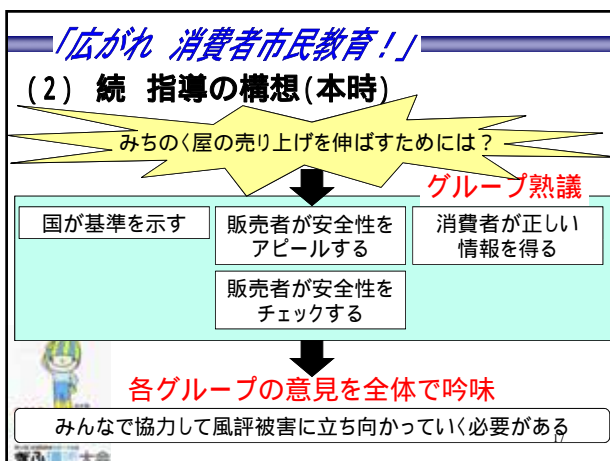 「広がれ 消費者市民教育！」
(2) 続 指導の構想(本時)
みちのく屋の売り上げを伸ばすためには？
グループ熟議
国が基準を示す
販売者が安全性を
アピールする
消費者が正しい
情報を得る
販売者が安全性を
チェックする
各グループの意見を全体で吟味
みんなで協力して風評被害に立ち向かっていく必要がある
17